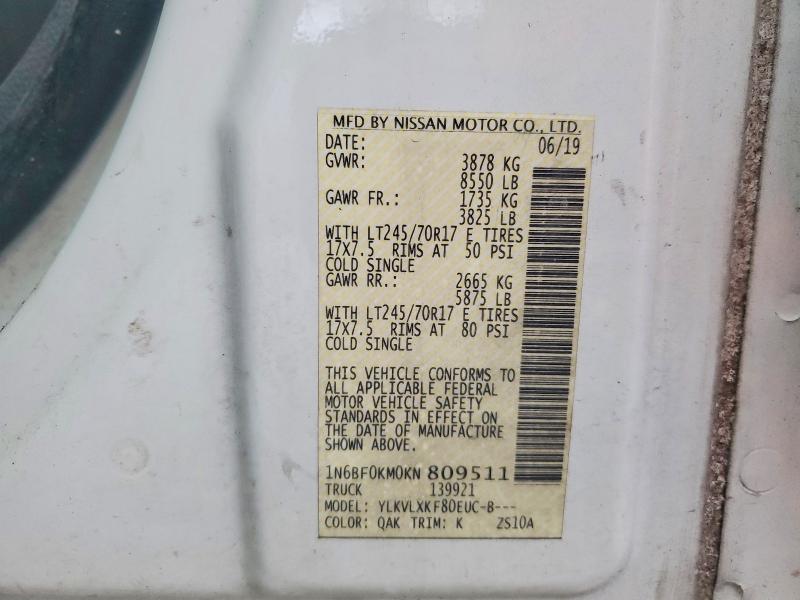 MFD BY NISSAN MOTOR CO., LTD.
DATE: 06/19
GVWR: 3878 KG
8550 LB
GAWR FR.: 1735 KG
3825 LB
WITH LT245/70R17 E TIRES
17X7.5 RIMS AT 50 PSI
COLD SINGLE
GAWR RR.: 2665 KG
5875 LB
WITH LT245/70R17 E TIRES
17X7.5 RIMS AT 80 PSI
COLD SINGLE
THIS VEHICLE CONFORMS TO
ALL APPLICABLE FEDERAL
MOTOR VEHICLE SAFETY
STANDARDS IN EFFECT ON
THE DATE OF MANUFACTURE
SHOWN ABOVE.
1N6BF0KM0KN 809511
TRUCK 139921
MODEL: YLKVLXKF80EUC-B---
COLOR: QAK TRIM: K ZS10A